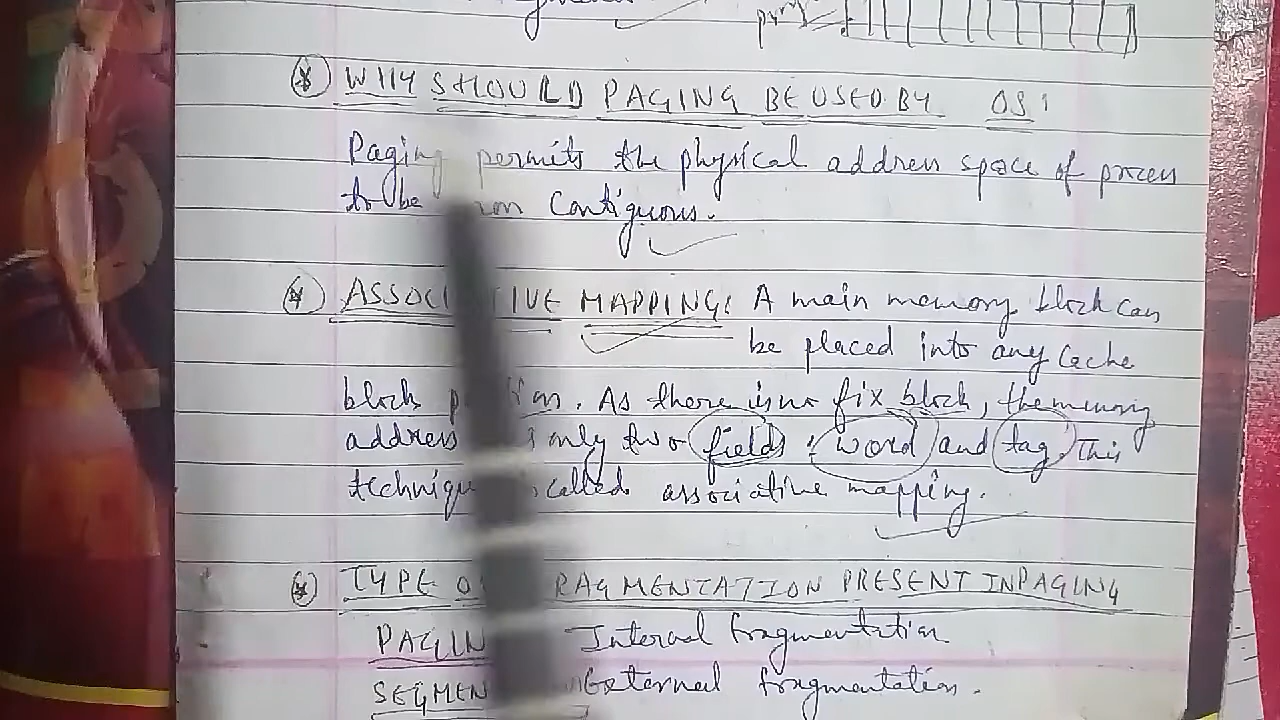 WHY SHOULD PAGING BE USED BY OS:
Paging permits the physical address space of process
to be non Contiguous.
ASSOCI TIVE MAPPING: A main memory block can
be placed into any Cache
block. As there is no fix block, the memory
address only two fields: word and tag. This
called associative mapping.
TYPE RAGMENTATION PRESENT IN PAGING
PAGIN Internal fragmentation
SEGMEN External fragmentation.